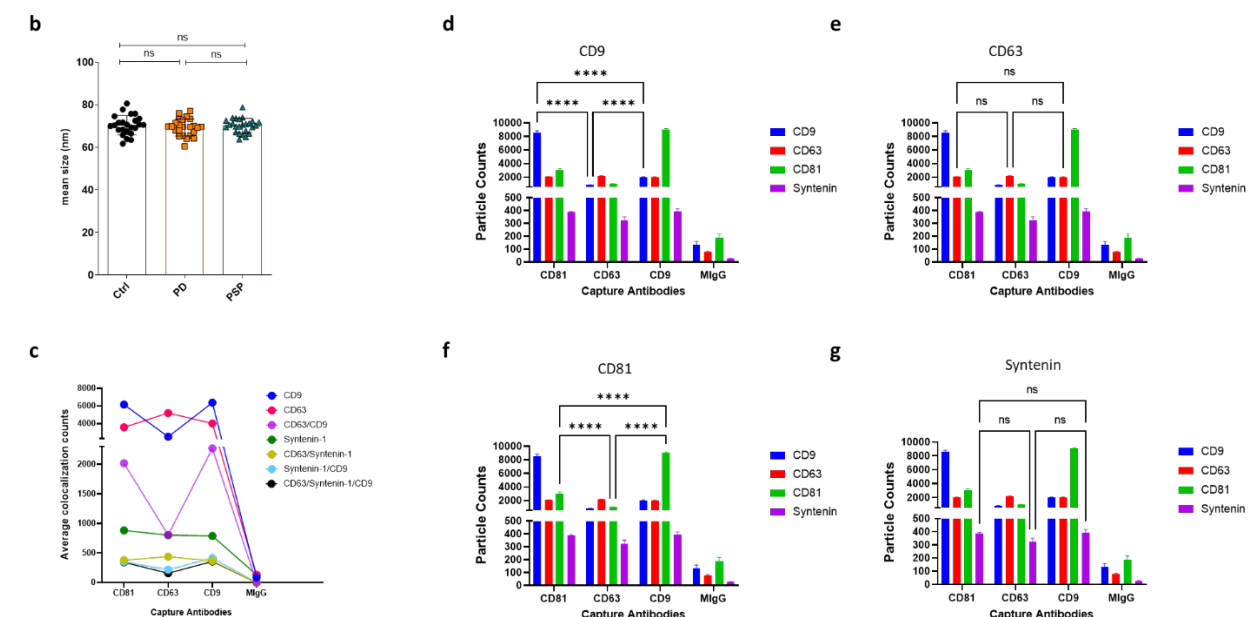 b
ns
ns
ns
100
80
60
40
20
0
mean size (nm)
Ctrl
PD
PSP
d
CD9
****
****
****
10000
8000
6000
4000
2000
500
400
300
200
100
0
Particle Counts
CD81
CD63
CD9
MIgG
Capture Antibodies
CD9
CD63
CD81
Syntenin
e
CD63
ns
ns
ns
10000
8000
6000
4000
2000
500
400
300
200
100
0
Particle Counts
CD81
CD63
CD9
MIgG
Capture Antibodies
CD9
CD63
CD81
Syntenin
c
8000
6000
4000
2000
1500
1000
500
0
Average colocalization counts
CD81
CD63
CD9
MIgG
Capture Antibodies
CD9
CD63
CD63/CD9
Syntenin-1
CD63/Syntenin-1
Syntenin-1/CD9
CD63/Syntenin-1/CD9
f
CD81
****
****
****
10000
8000
6000
4000
2000
500
400
300
200
100
0
Particle Counts
CD81
CD63
CD9
MIgG
Capture Antibodies
CD9
CD63
CD81
Syntenin
g
Syntenin
ns
ns
ns
10000
8000
6000
4000
2000
500
400
300
200
100
0
Particle Counts
CD81
CD63
CD9
MIgG
Capture Antibodies
CD9
CD63
CD81
Syntenin